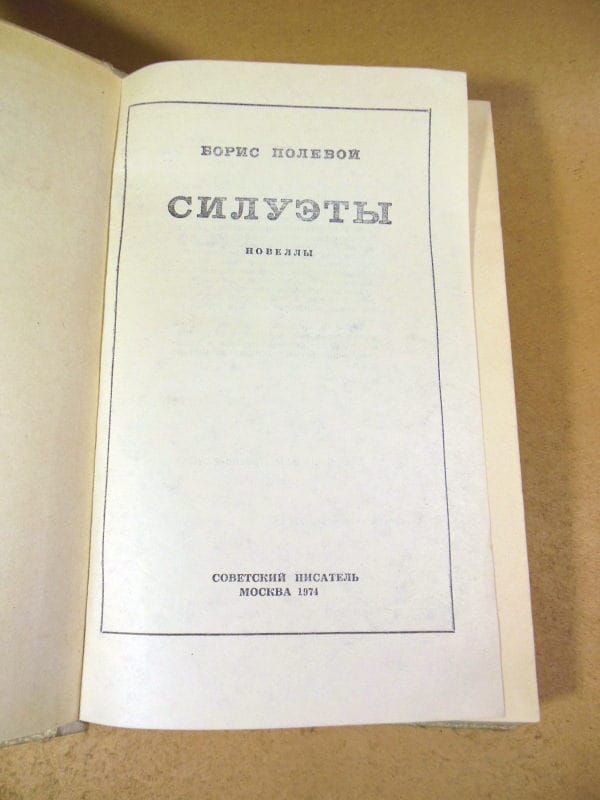 БОРИС ПОЛЕВОЙ
СИЛУЭТЫ
НОВЕЛЛЫ
СОВЕТСКИЙ ПИСАТЕЛЬ
МОСКВА 1974